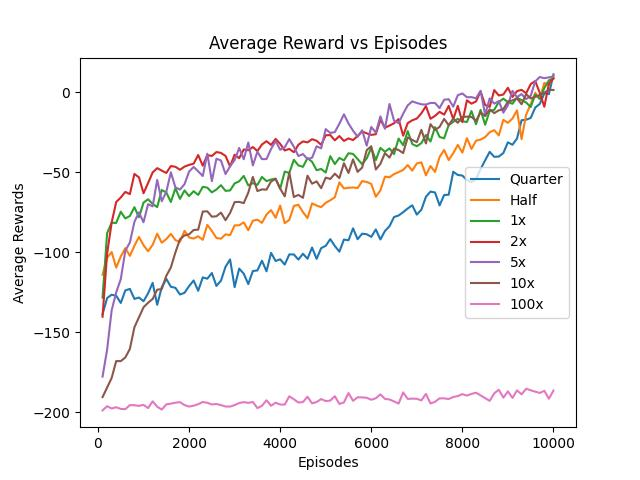 Average Reward vs Episodes
Average Rewards
0
−50
−100
−150
−200
Quarter
Half
1x
2x
5x
10x
100x
0 2000 4000 6000 8000 10000
Episodes